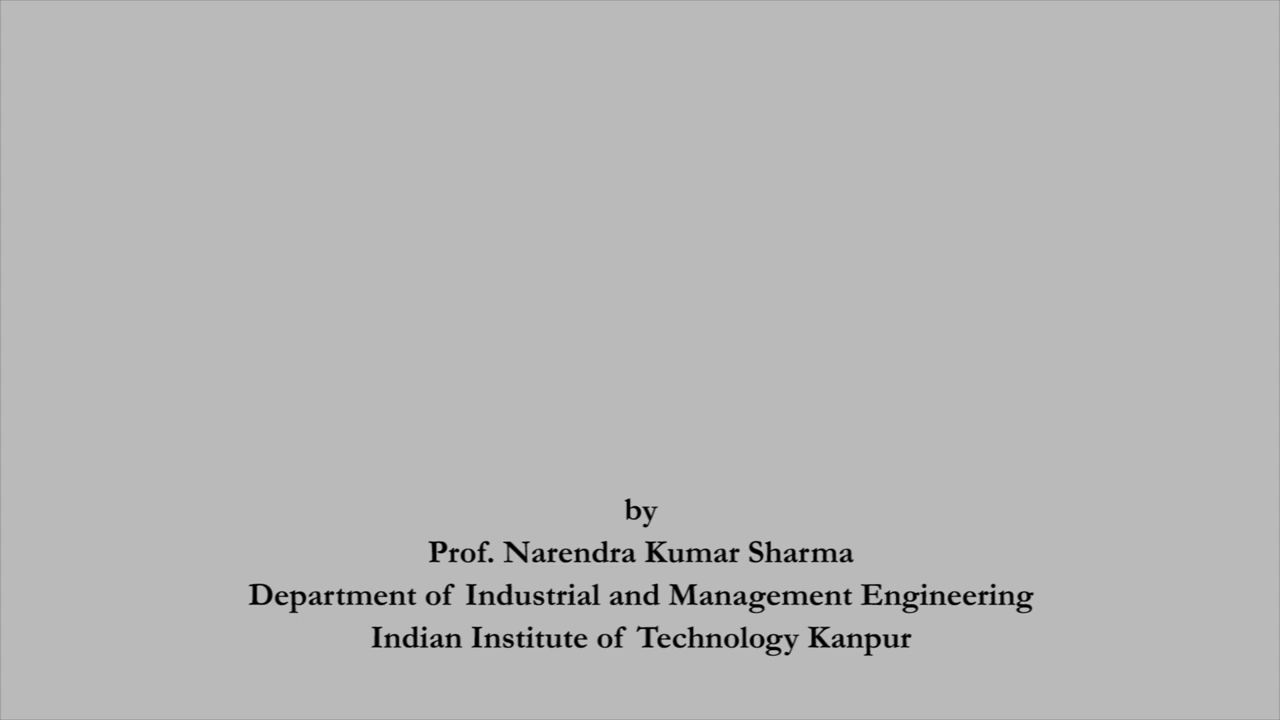 by
Prof. Narendra Kumar Sharma
Department of Industrial and Management Engineering
Indian Institute of Technology Kanpur